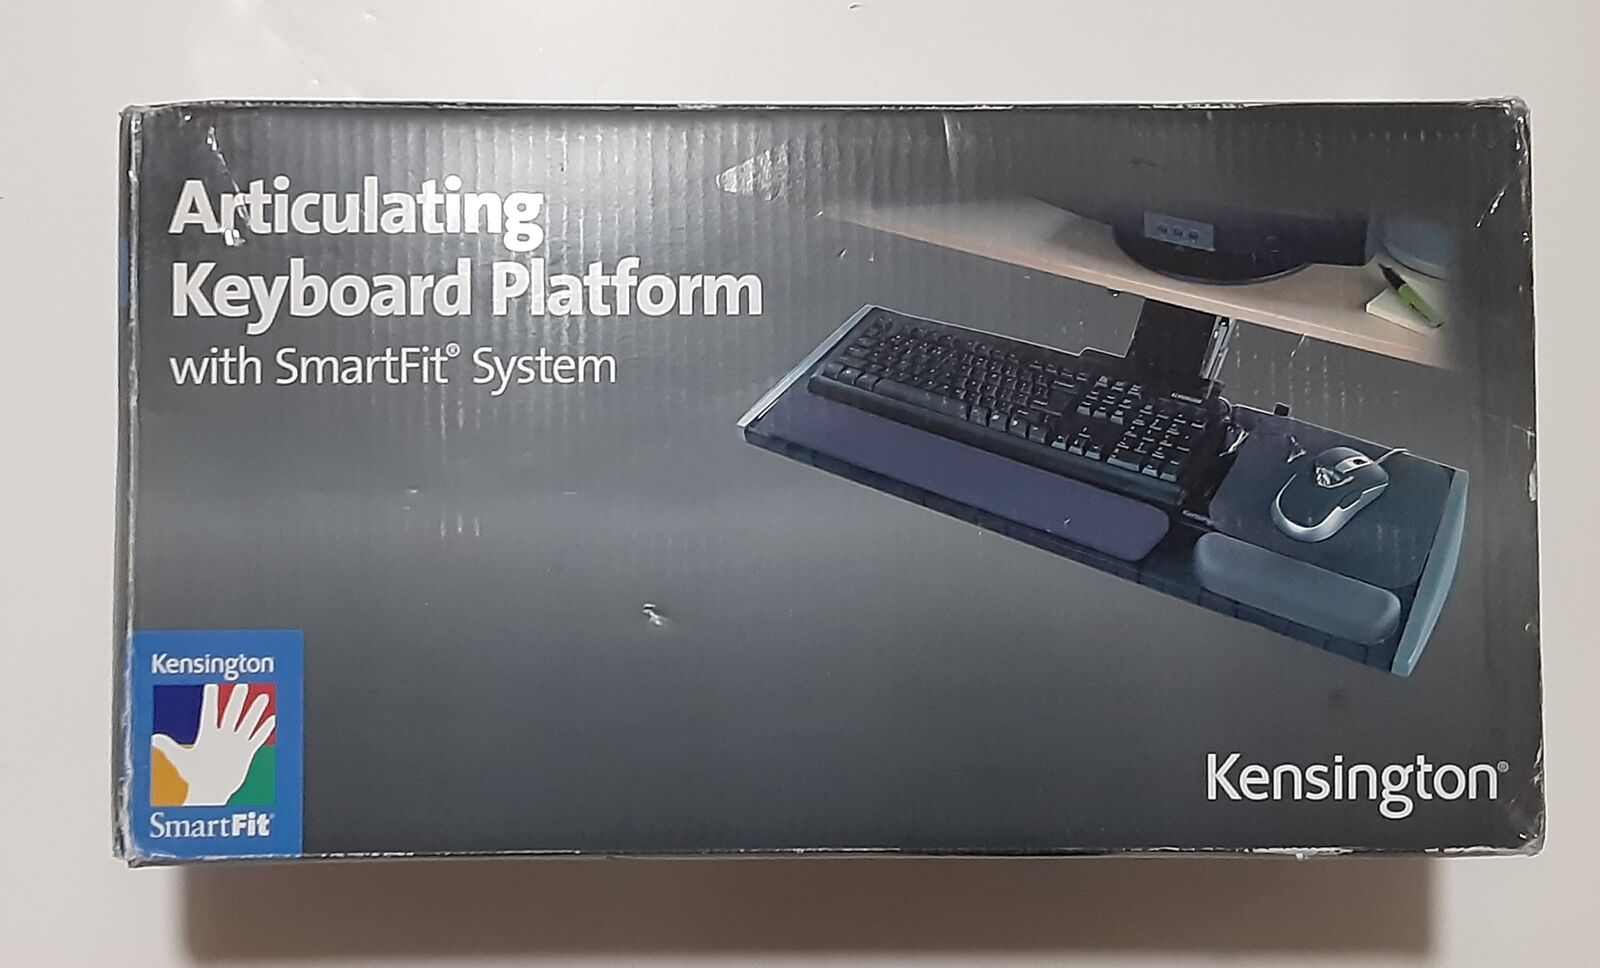 Articulating
Keyboard Platform
with SmartFit® System
Kensington
SmartFit®
Kensington®